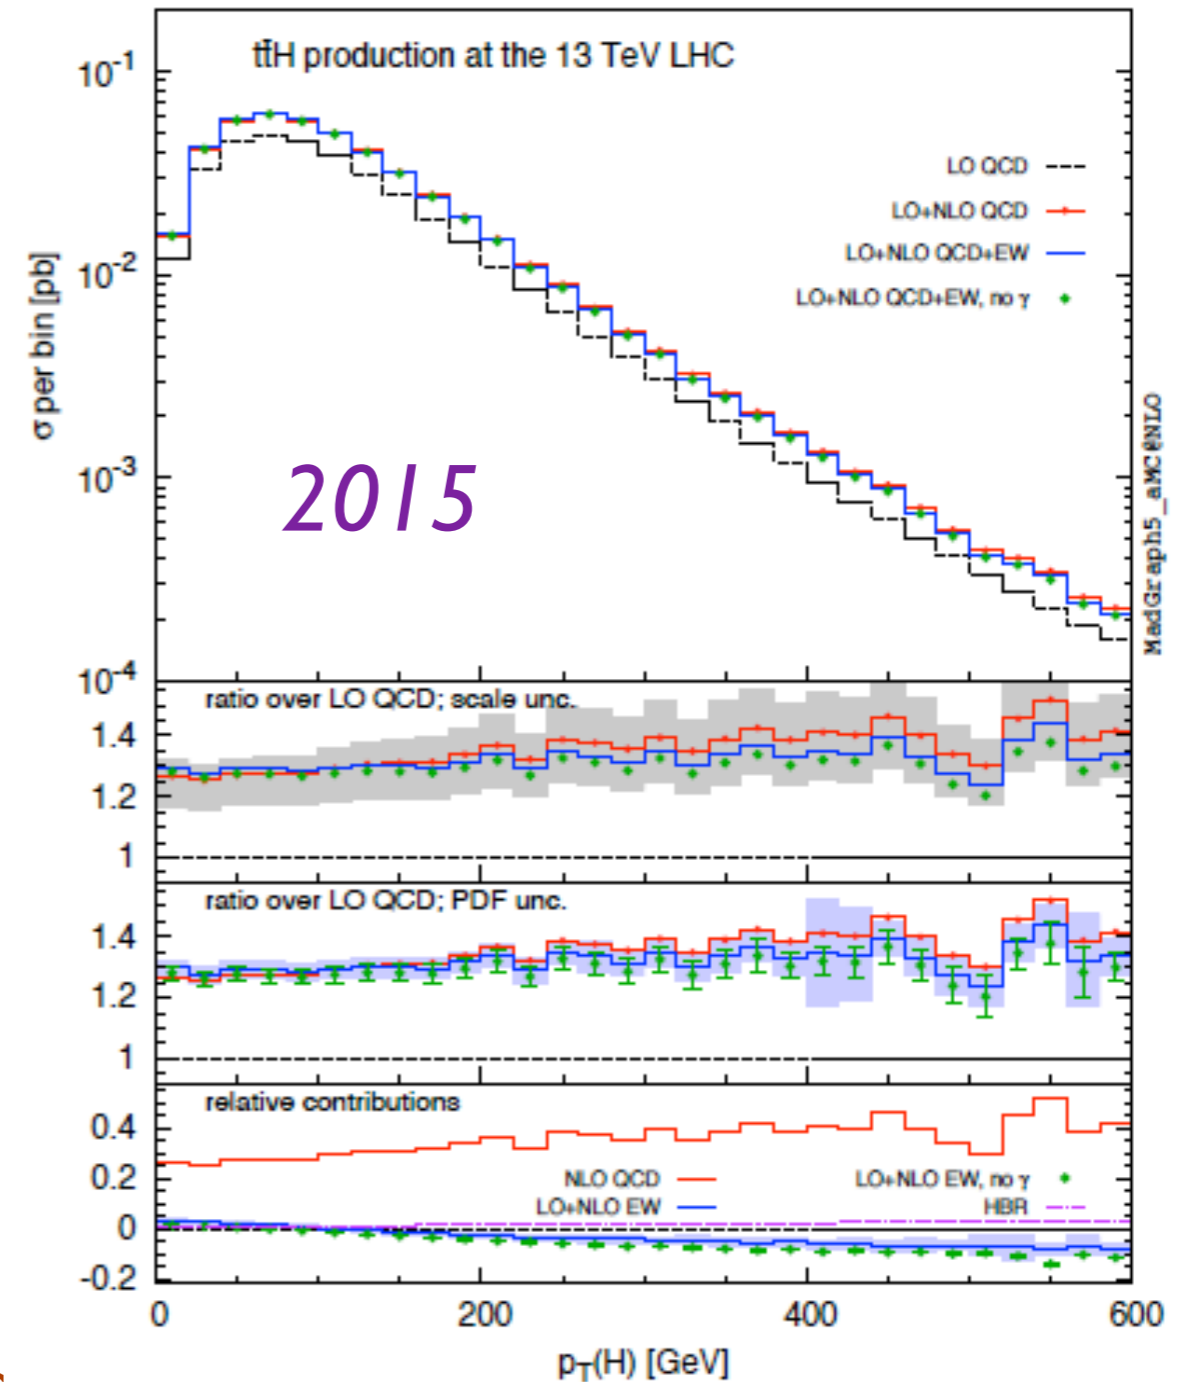 tt̄H production at the 13 TeV LHC
10⁻¹
LO QCD
LO+NLO QCD
LO+NLO QCD+EW
LO+NLO QCD+EW, no γ
10⁻²
σ per bin [pb]
10⁻³
2015
MadGraph5_aMC@NLO
10⁻⁴
ratio over LO QCD; scale unc.
1.4
1.2
1
ratio over LO QCD; PDF unc.
1.4
1.2
1
relative contributions
0.4
0.2
NLO QCD
LO+NLO EW, no γ
LO+NLO EW
HBR
0
-0.2
0 200 400 600
p_T(H) [GeV]